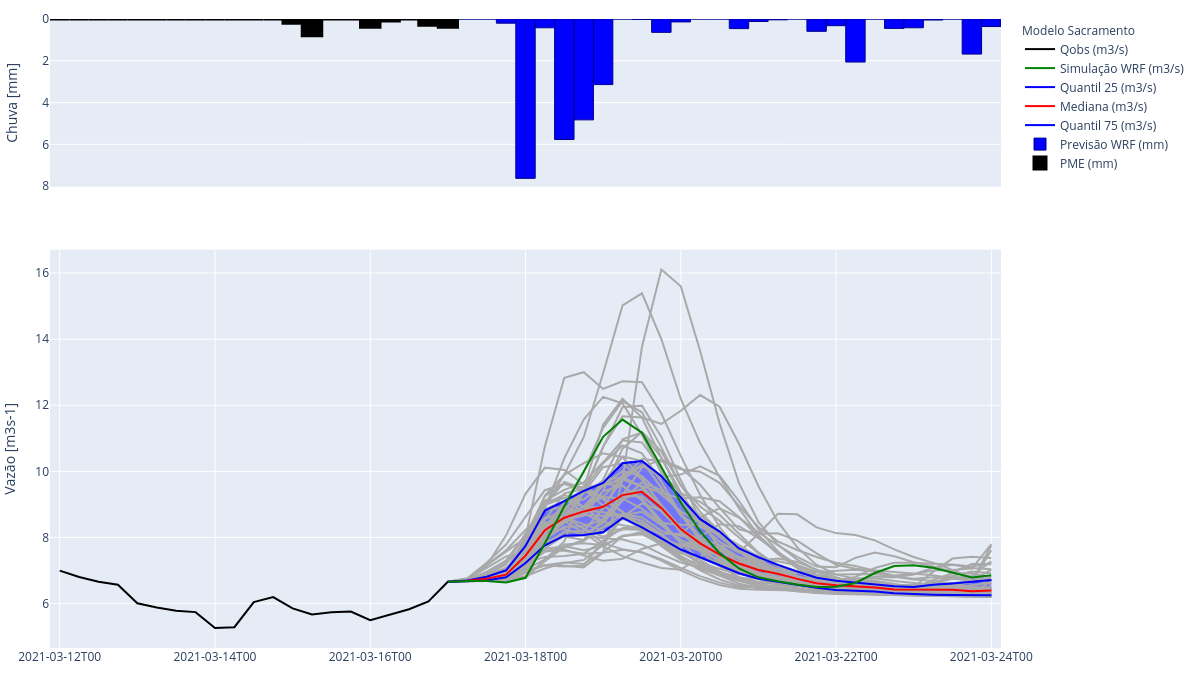 0
2
4
6
8
Chuva [mm]
Modelo Sacramento
Qobs (m3/s)
Simulação WRF (m3/s)
Quantil 25 (m3/s)
Mediana (m3/s)
Quantil 75 (m3/s)
Previsão WRF (mm)
PME (mm)
16
14
12
10
8
6
Vazão [m3s-1]
2021-03-12T00
2021-03-14T00
2021-03-16T00
2021-03-18T00
2021-03-20T00
2021-03-22T00
2021-03-24T00